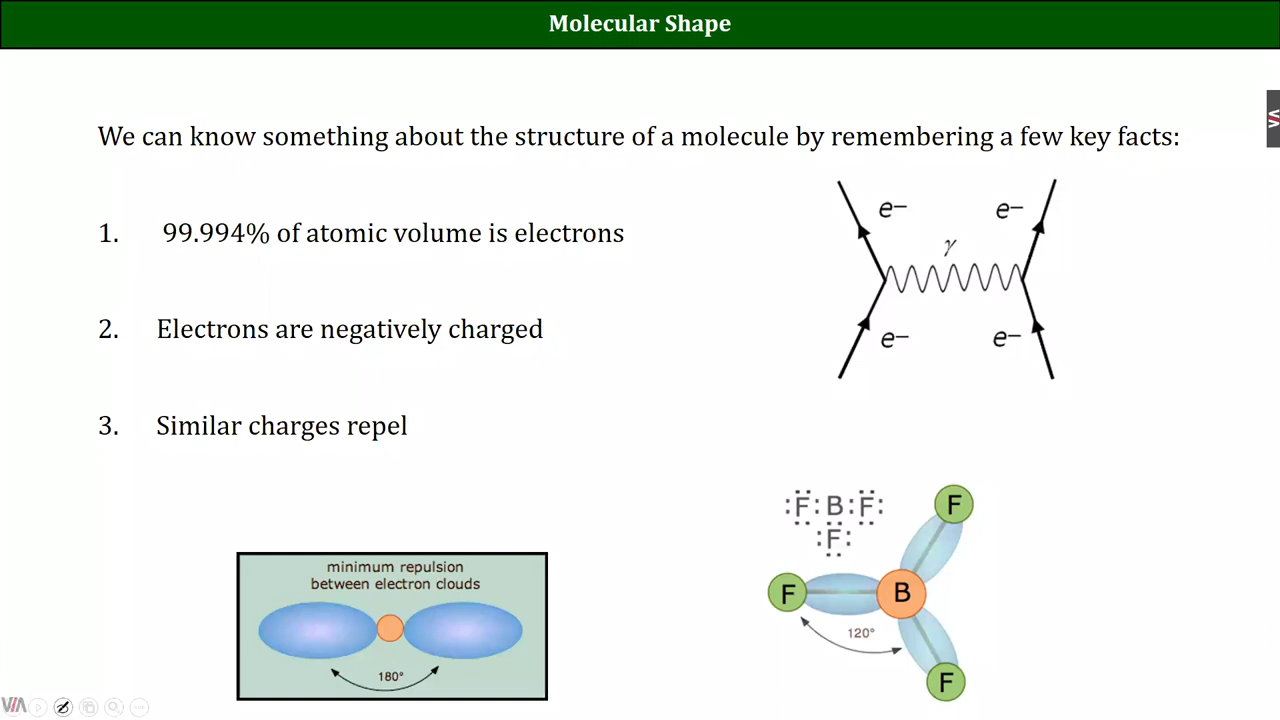 Molecular Shape
We can know something about the structure of a molecule by remembering a few key facts:
1. 99.994% of atomic volume is electrons
2. Electrons are negatively charged
3. Similar charges repel
e– e–
γ
e– e–
minimum repulsion
between electron clouds
180°
:F:B:F:
:F:
F
F B
120°
F
VIA
VIA